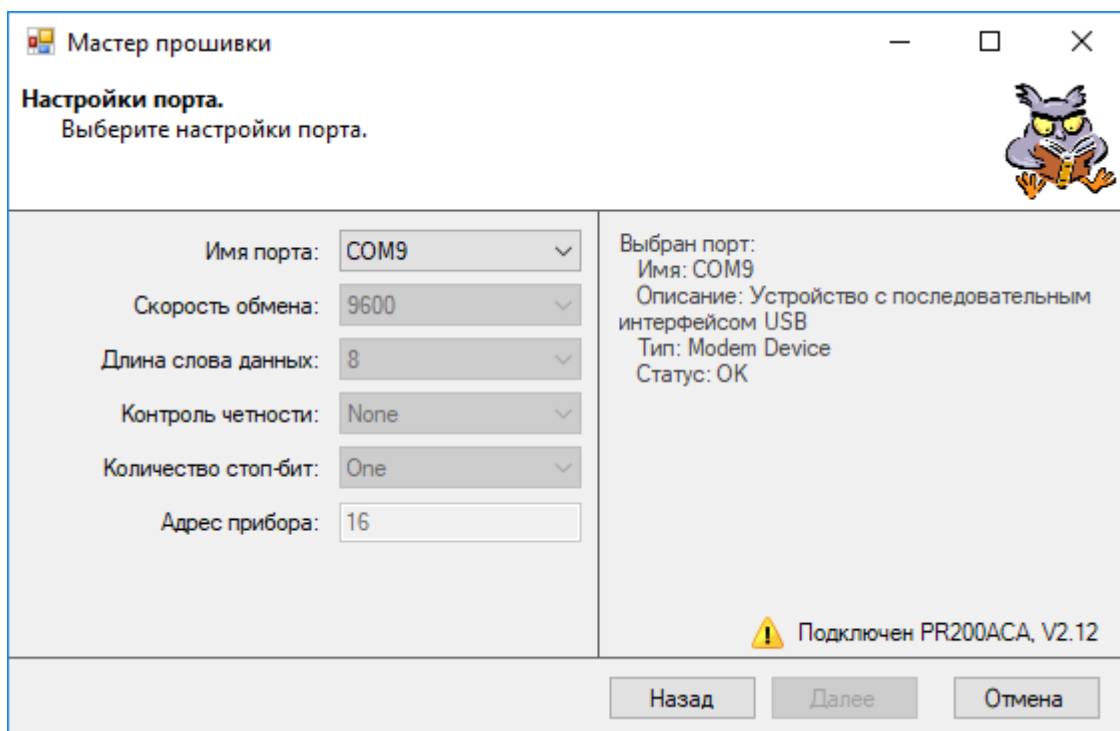 Мастер прошивки
Настройки порта.
Выберите настройки порта.
Имя порта: COM9
Скорость обмена: 9600
Длина слова данных: 8
Контроль четности: None
Количество стоп-бит: One
Адрес прибора: 16
Выбран порт:
Имя: COM9
Описание: Устройство с последовательным
интерфейсом USB
Тип: Modem Device
Статус: OK
Подключен PR200ACA, V2.12
Назад
Далее
Отмена